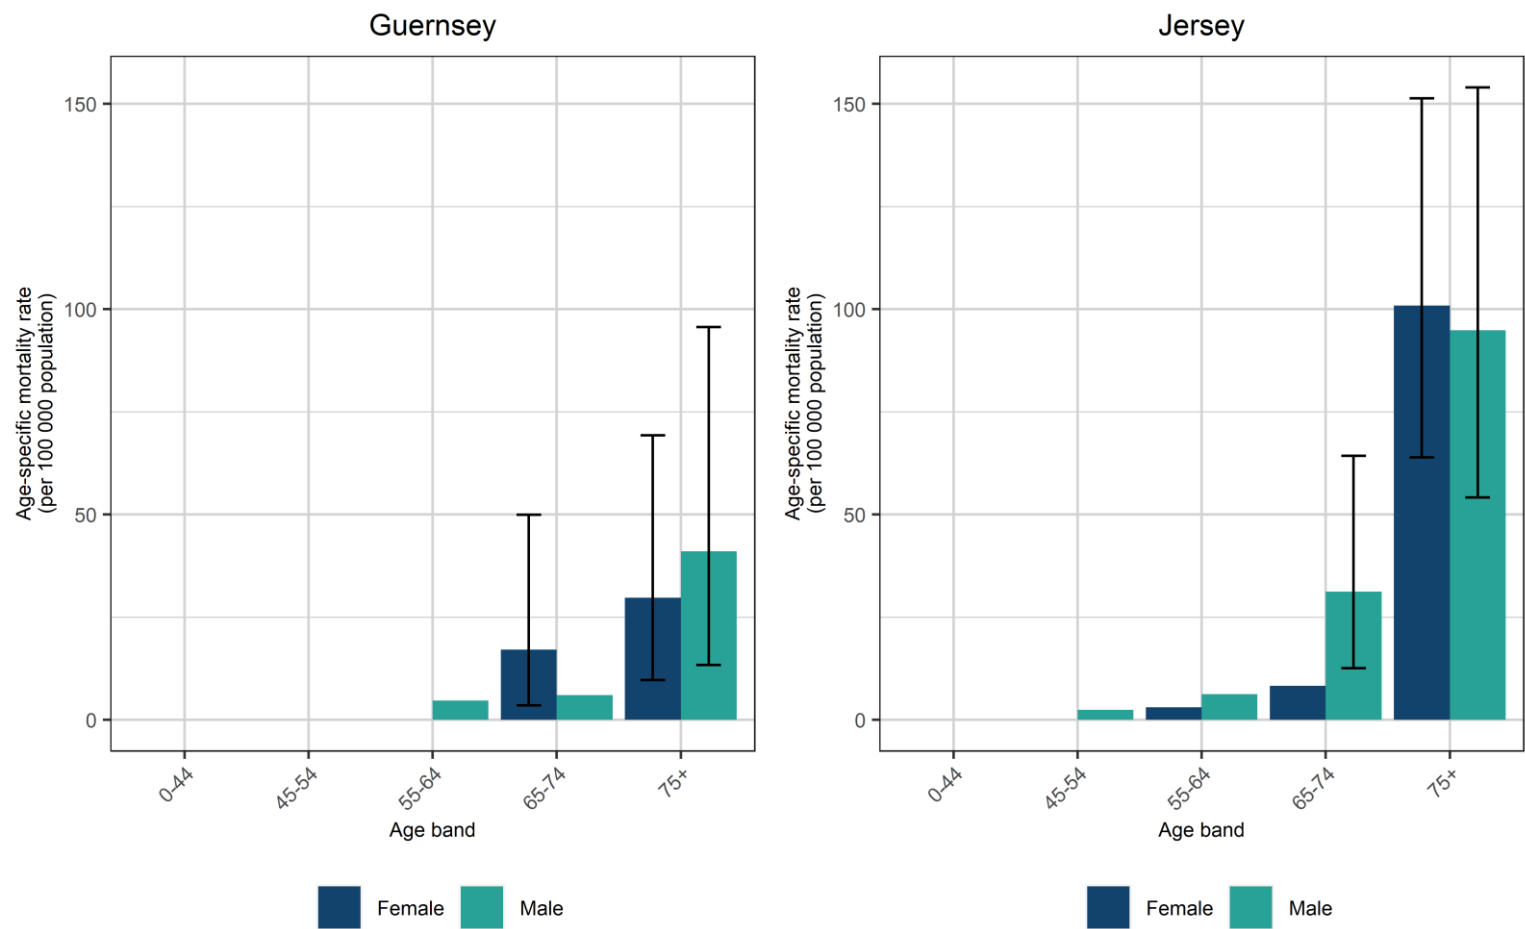 Guernsey
Age-specific mortality rate
(per 100 000 population)
150
100
50
0
0-44
45-54
55-64
65-74
75+
Age band
Female
Male
Jersey
Age-specific mortality rate
(per 100 000 population)
150
100
50
0
0-44
45-54
55-64
65-74
75+
Age band
Female
Male